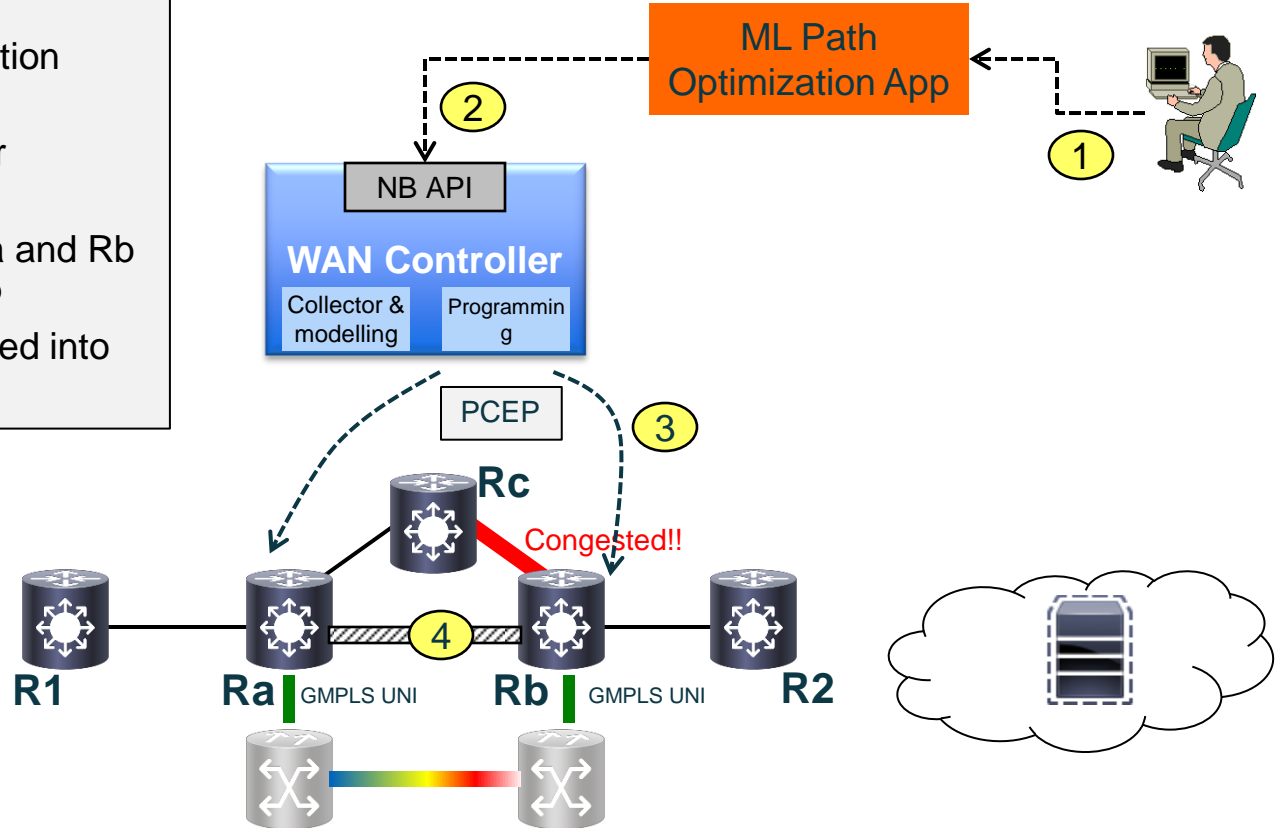 tion
r
a and Rb
ed into
ML Path
Optimization App
1
2
NB API
WAN Controller
Collector &
modelling
Programmin
g
PCEP
3
Rc
Congested!!
4
R1
Ra
GMPLS UNI
Rb
GMPLS UNI
R2